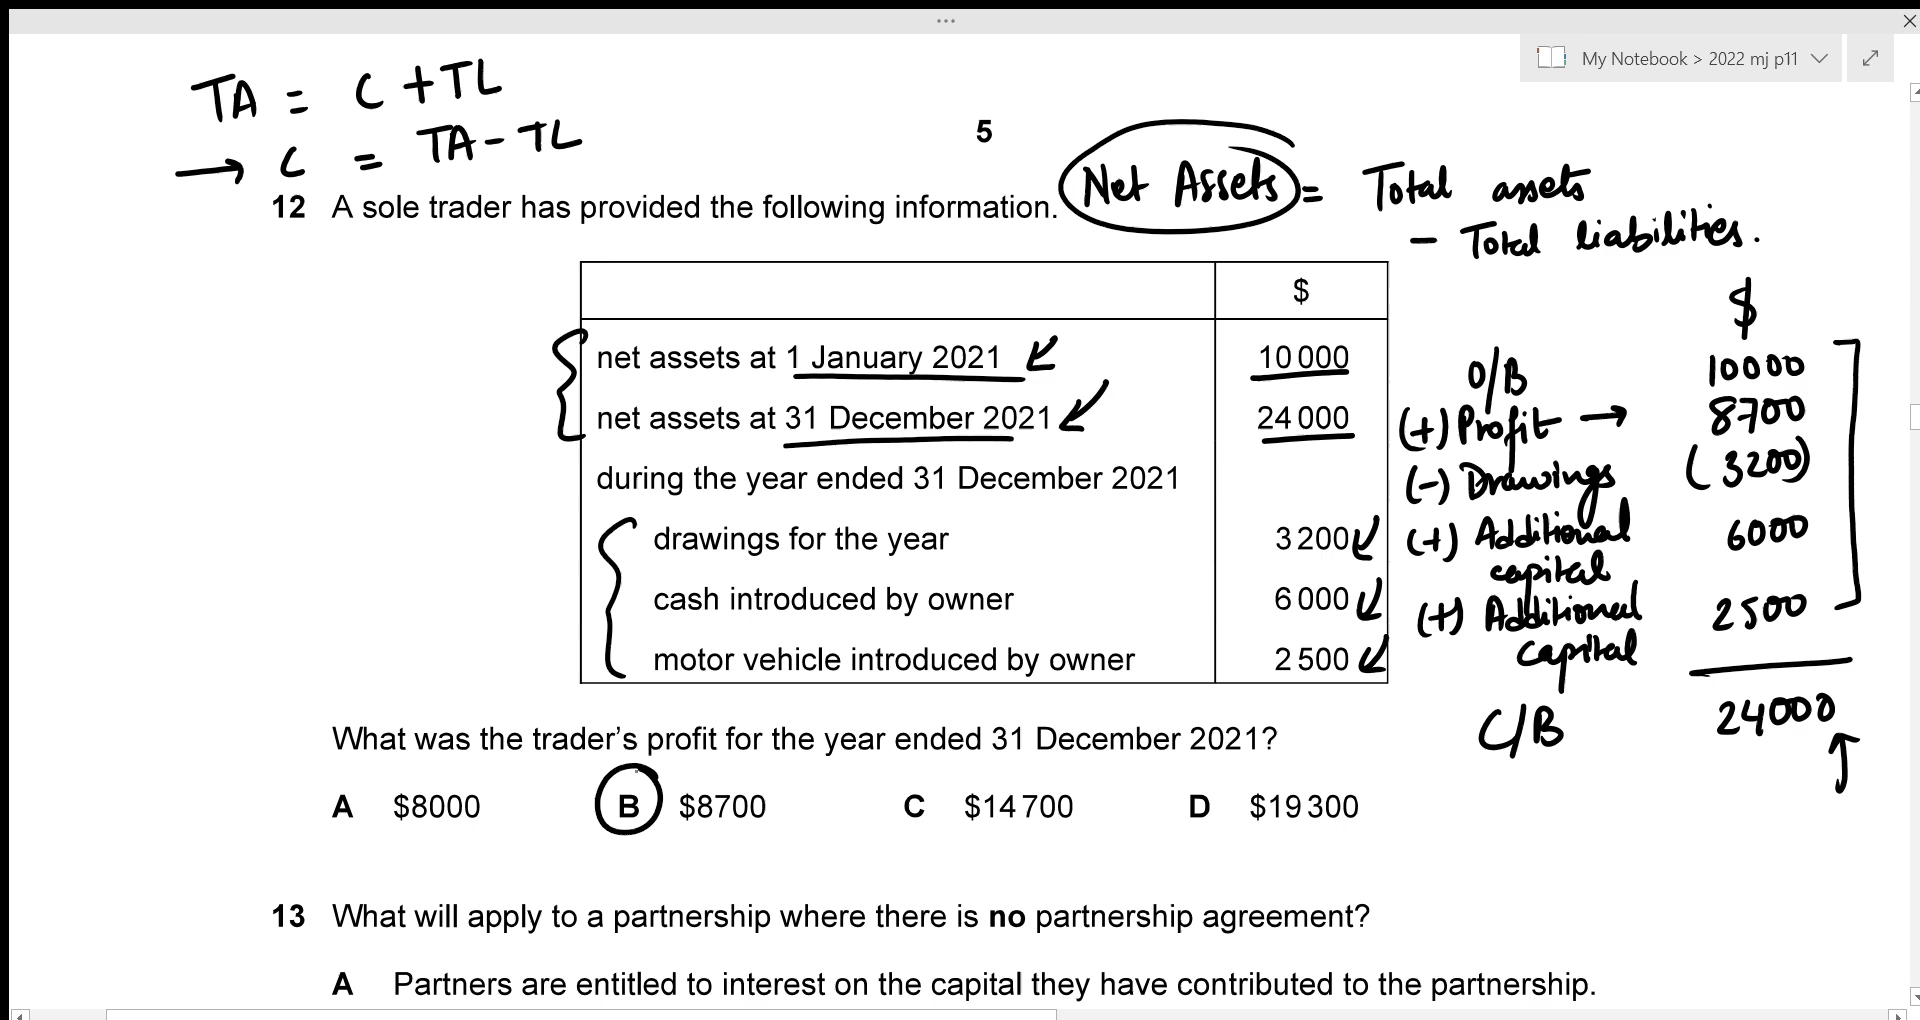 My Notebook > 2022 mj p11
TA = C + TL
→ C = TA - TL
5
Net Assets = Total assets
- Total liabilities.
12 A sole trader has provided the following information.
$
net assets at 1 January 2021 10 000
net assets at 31 December 2021 24 000
during the year ended 31 December 2021
drawings for the year 3 200
cash introduced by owner 6 000
motor vehicle introduced by owner 2 500
$
O/B 10000
(+) Profit → 8700
(-) Drawings (3200)
(+) Additional 6000
capital
(+) Additional 2500
capital
C/B 24000
What was the trader's profit for the year ended 31 December 2021?
A $8000 B $8700 C $14 700 D $19 300
13 What will apply to a partnership where there is no partnership agreement?
A Partners are entitled to interest on the capital they have contributed to the partnership.